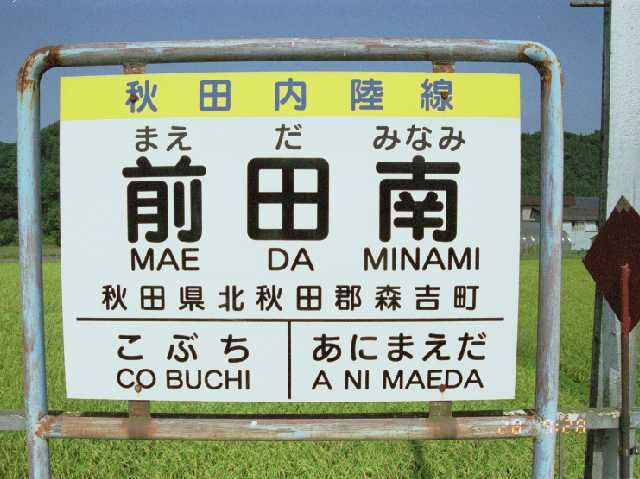 秋田内陸線
まえ だ みなみ
前田南
MAE DA MINAMI
秋田県北秋田郡森吉町
こぶち あにまえだ
CO BUCHI A NI MAEDA